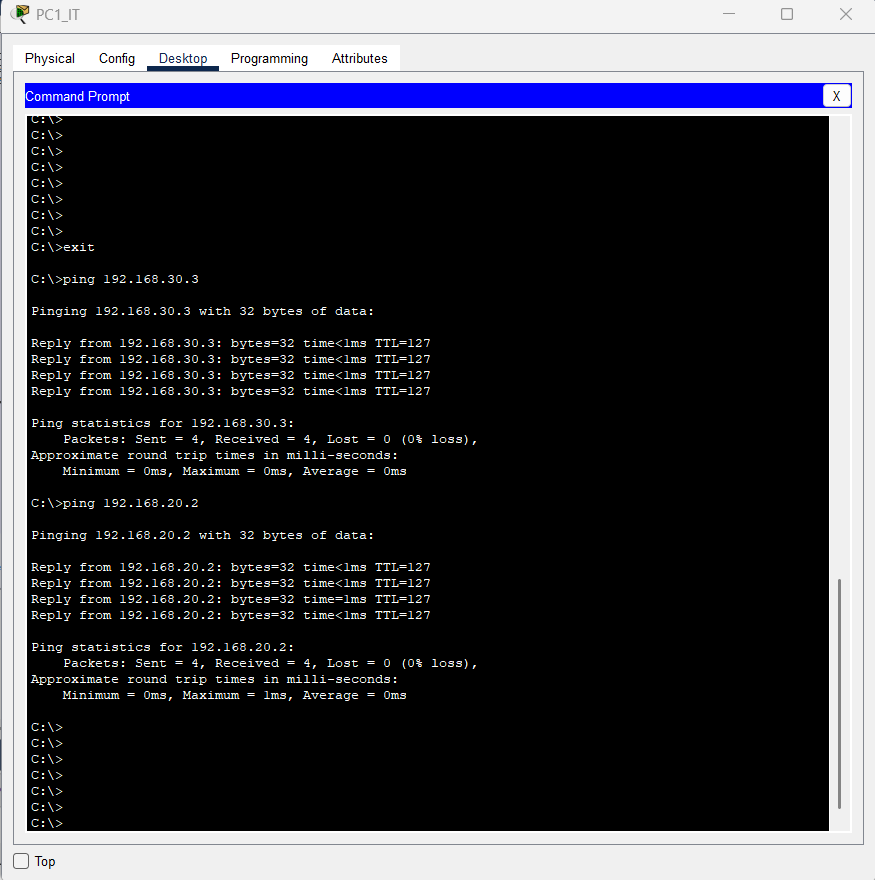 PC1_IT
Physical Config Desktop Programming Attributes
Command Prompt X
C:\>
C:\>
C:\>
C:\>
C:\>
C:\>
C:\>
C:\>
C:\>exit
C:\>ping 192.168.30.3
Pinging 192.168.30.3 with 32 bytes of data:
Reply from 192.168.30.3: bytes=32 time<1ms TTL=127
Reply from 192.168.30.3: bytes=32 time<1ms TTL=127
Reply from 192.168.30.3: bytes=32 time<1ms TTL=127
Reply from 192.168.30.3: bytes=32 time<1ms TTL=127
Ping statistics for 192.168.30.3:
Packets: Sent = 4, Received = 4, Lost = 0 (0% loss),
Approximate round trip times in milli-seconds:
Minimum = 0ms, Maximum = 0ms, Average = 0ms
C:\>ping 192.168.20.2
Pinging 192.168.20.2 with 32 bytes of data:
Reply from 192.168.20.2: bytes=32 time<1ms TTL=127
Reply from 192.168.20.2: bytes=32 time<1ms TTL=127
Reply from 192.168.20.2: bytes=32 time=1ms TTL=127
Reply from 192.168.20.2: bytes=32 time<1ms TTL=127
Ping statistics for 192.168.20.2:
Packets: Sent = 4, Received = 4, Lost = 0 (0% loss),
Approximate round trip times in milli-seconds:
Minimum = 0ms, Maximum = 1ms, Average = 0ms
C:\>
C:\>
C:\>
C:\>
C:\>
C:\>
C:\>
Top